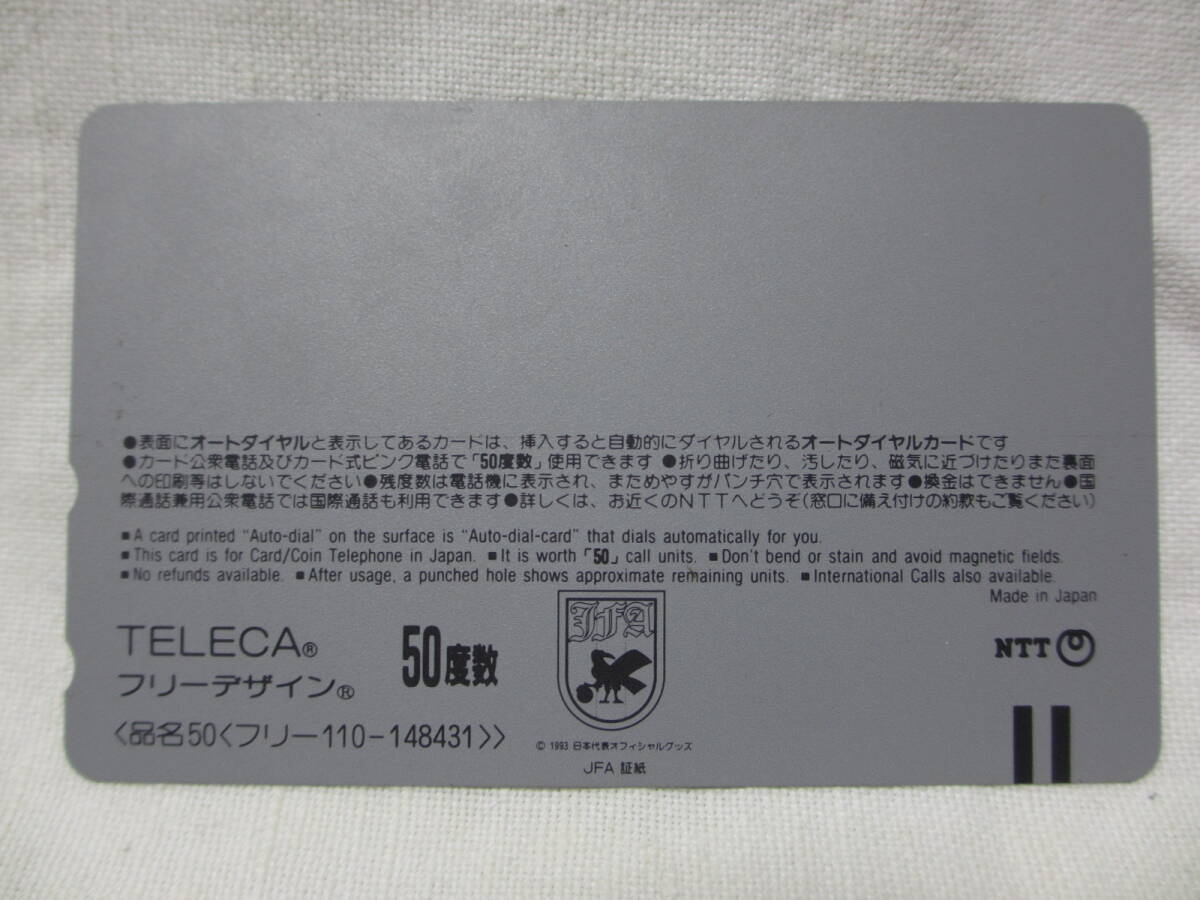 ●表面にオートダイヤルと表示してあるカードは、挿入すると自動的にダイヤルされるオートダイヤルカードです
●カード公衆電話及びカード式ピンク電話で「50度数」使用できます ●折り曲げたり、汚したり、磁気に近づけたりまた裏面
への印刷等はしないでください●残度数は電話機に表示され、まためやすがパンチ穴で表示されます●換金はできません●国
際通話兼用公衆電話では国際通話も利用できます●詳しくは、お近くのNTTへどうぞ(窓口に備え付けの約款もご覧ください)
■A card printed "Auto-dial" on the surface is "Auto-dial-card" that dials automatically for you.
■This card is for Card/Coin Telephone in Japan. ■It is worth「50」call units. ■Don't bend or stain and avoid magnetic fields.
■No refunds available. ■After usage, a punched hole shows approximate remaining units. ■International Calls also available.
Made in Japan
TELECA®
フリーデザイン®
50度数
JFA
NTT
〈品名50〈フリー110-148431〉〉
© 1993 日本代表オフィシャルグッズ
JFA 証紙